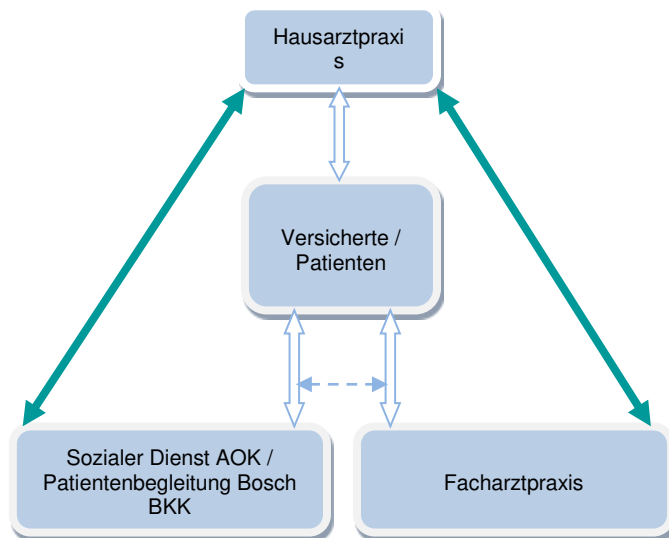 Hausarztpraxi
s
Versicherte /
Patienten
Sozialer Dienst AOK /
Patientenbegleitung Bosch
BKK
Facharztpraxis